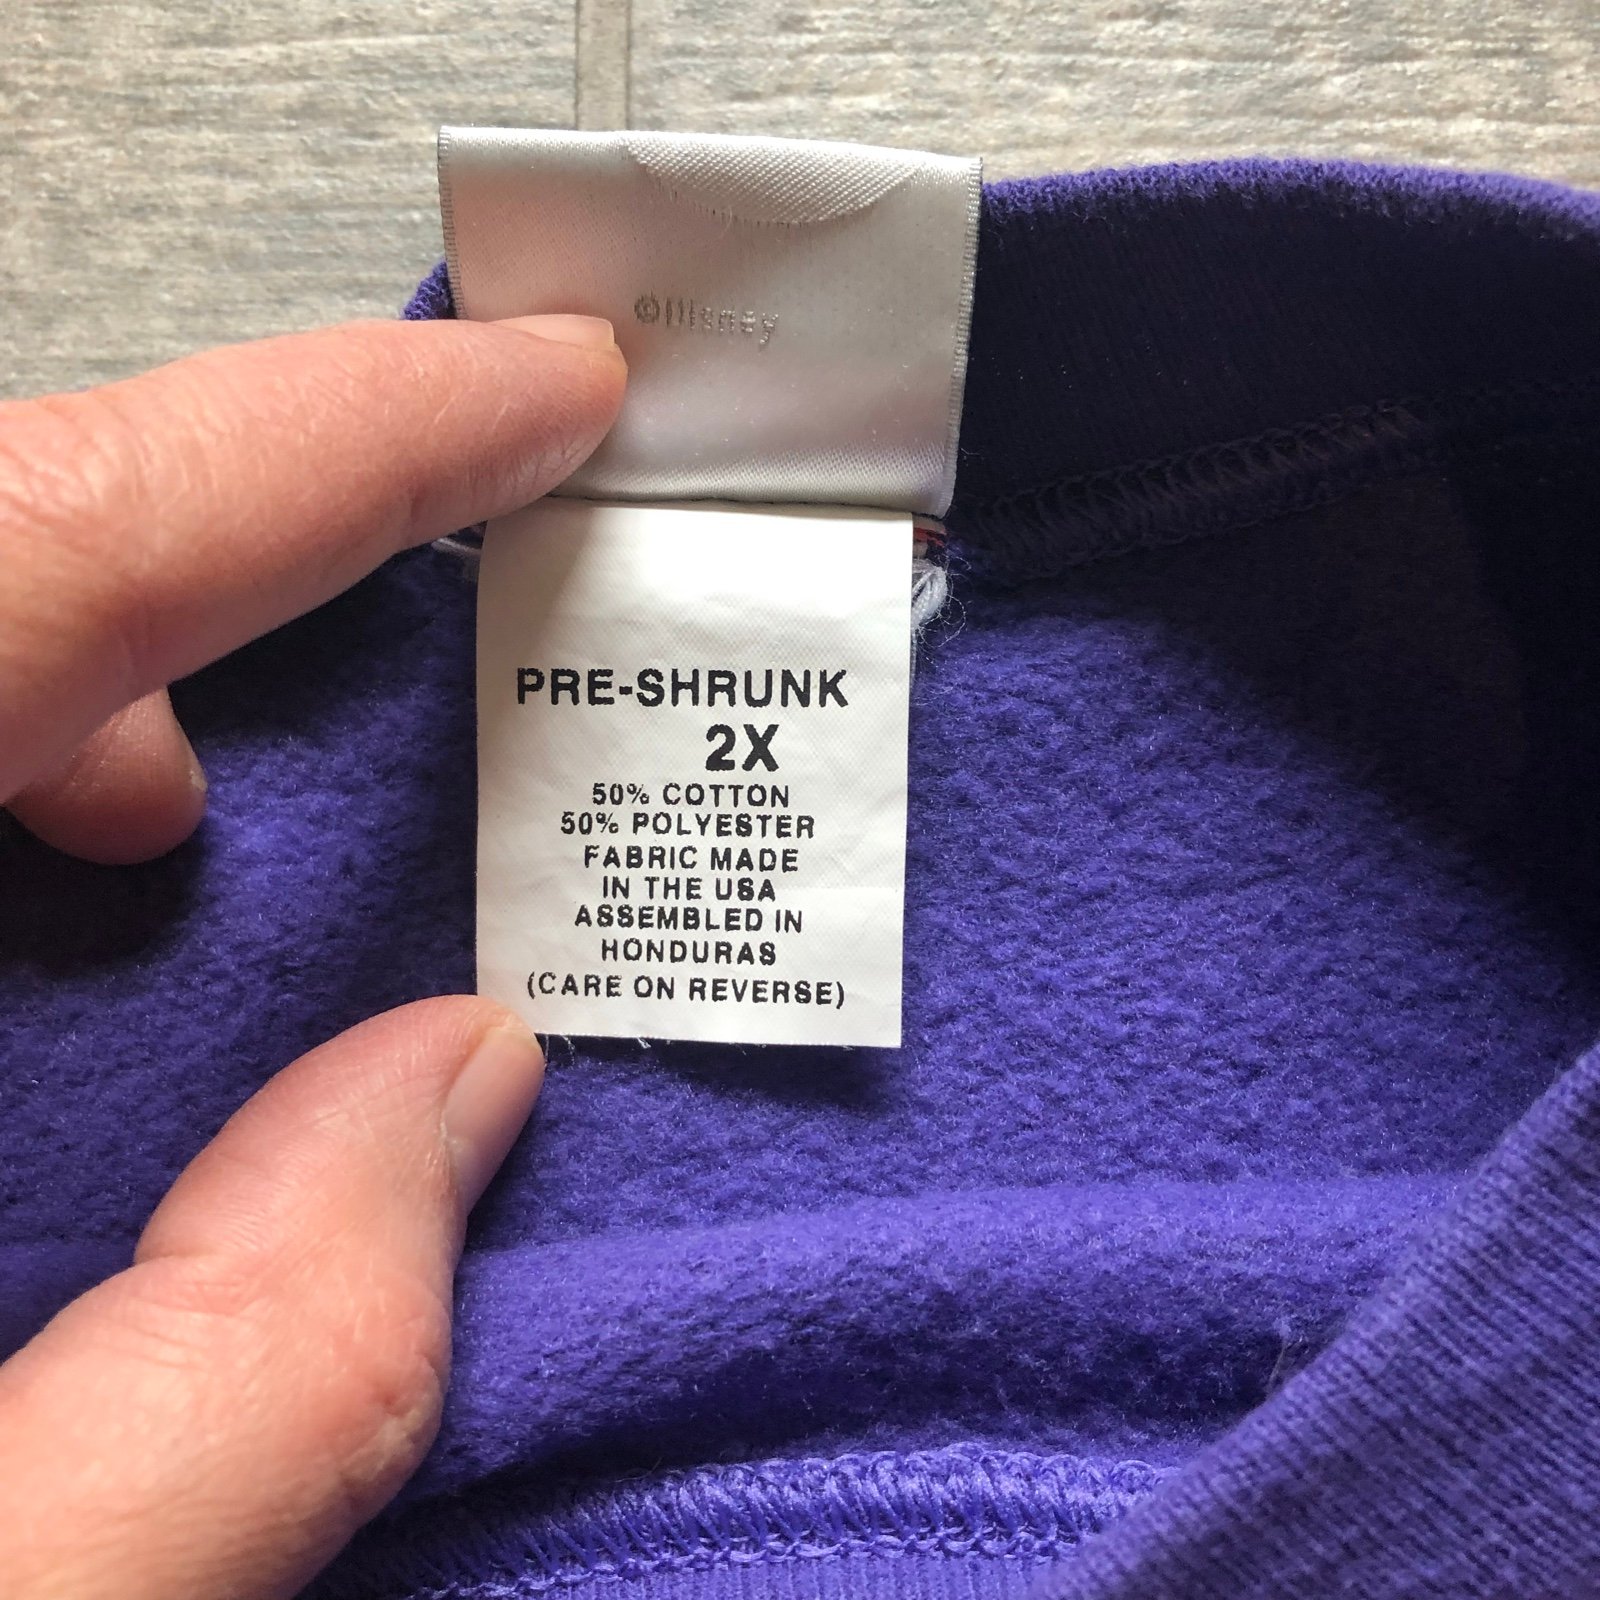 ©Disney
PRE-SHRUNK
2X
50% COTTON
50% POLYESTER
FABRIC MADE
IN THE USA
ASSEMBLED IN
HONDURAS
(CARE ON REVERSE)